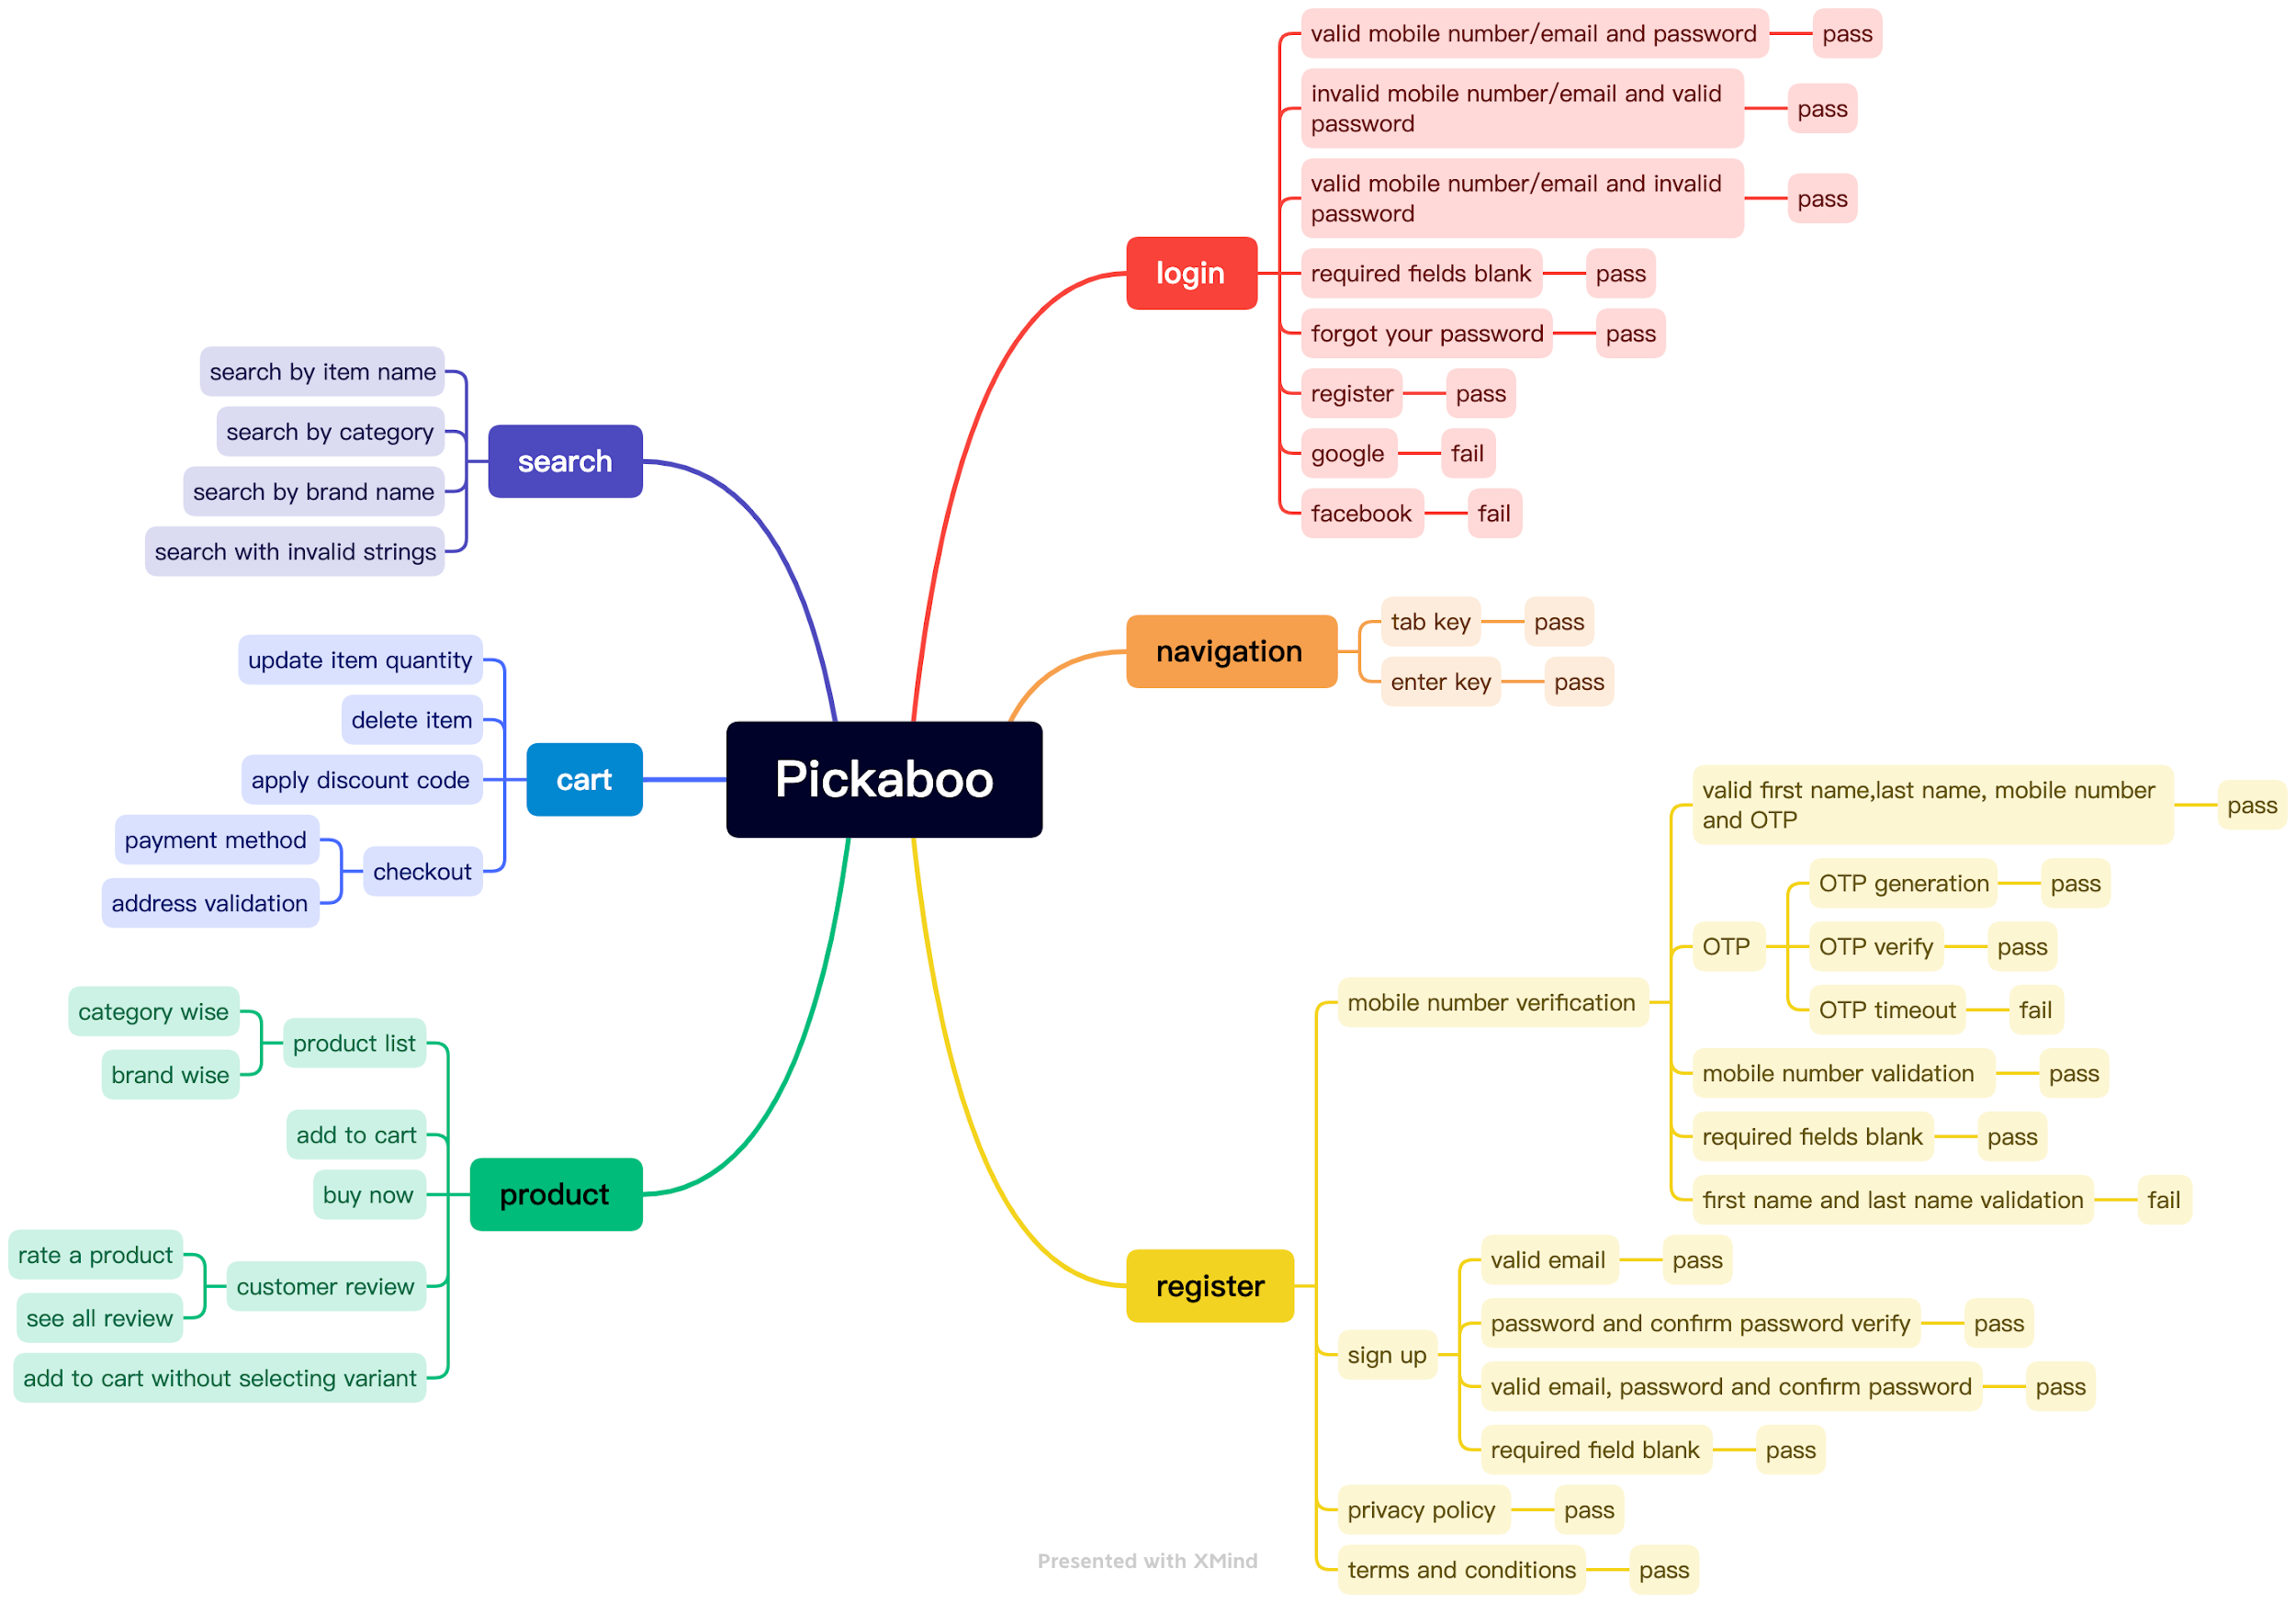 Pickaboo
login
valid mobile number/email and password
pass
invalid mobile number/email and valid
password
pass
valid mobile number/email and invalid
password
pass
required fields blank
pass
forgot your password
pass
register
pass
google
fail
facebook
fail
navigation
tab key
pass
enter key
pass
register
mobile number verification
valid first name,last name, mobile number
and OTP
pass
OTP
OTP generation
pass
OTP verify
pass
OTP timeout
fail
mobile number validation
pass
required fields blank
pass
first name and last name validation
fail
sign up
valid email
pass
password and confirm password verify
pass
valid email, password and confirm password
pass
required field blank
pass
privacy policy
pass
terms and conditions
pass
search
search by item name
search by category
search by brand name
search with invalid strings
cart
update item quantity
delete item
apply discount code
checkout
payment method
address validation
product
product list
category wise
brand wise
add to cart
buy now
customer review
rate a product
see all review
add to cart without selecting variant
Presented with XMind